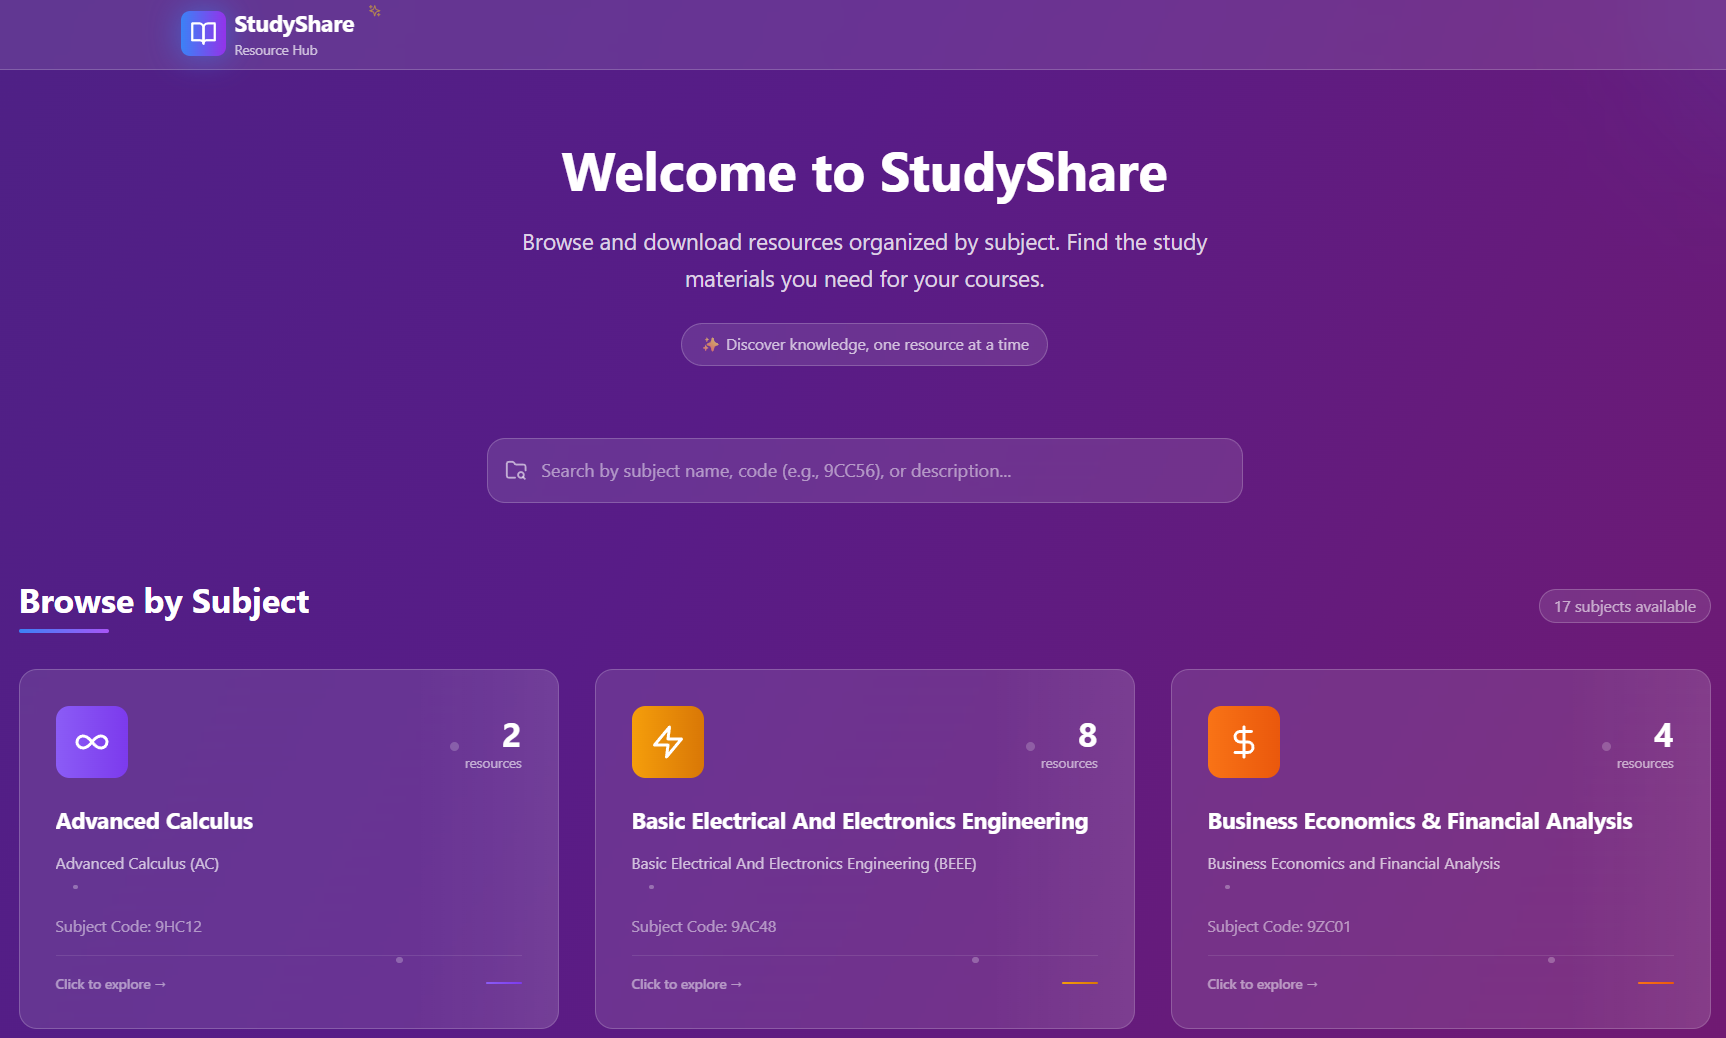 StudyShare
Resource Hub
Welcome to StudyShare
Browse and download resources organized by subject. Find the study
materials you need for your courses.
✨ Discover knowledge, one resource at a time
Search by subject name, code (e.g., 9CC56), or description...
Browse by Subject
17 subjects available
2
resources
Advanced Calculus
Advanced Calculus (AC)
Subject Code: 9HC12
Click to explore →
8
resources
Basic Electrical And Electronics Engineering
Basic Electrical And Electronics Engineering (BEEE)
Subject Code: 9AC48
Click to explore →
4
resources
Business Economics & Financial Analysis
Business Economics and Financial Analysis
Subject Code: 9ZC01
Click to explore →